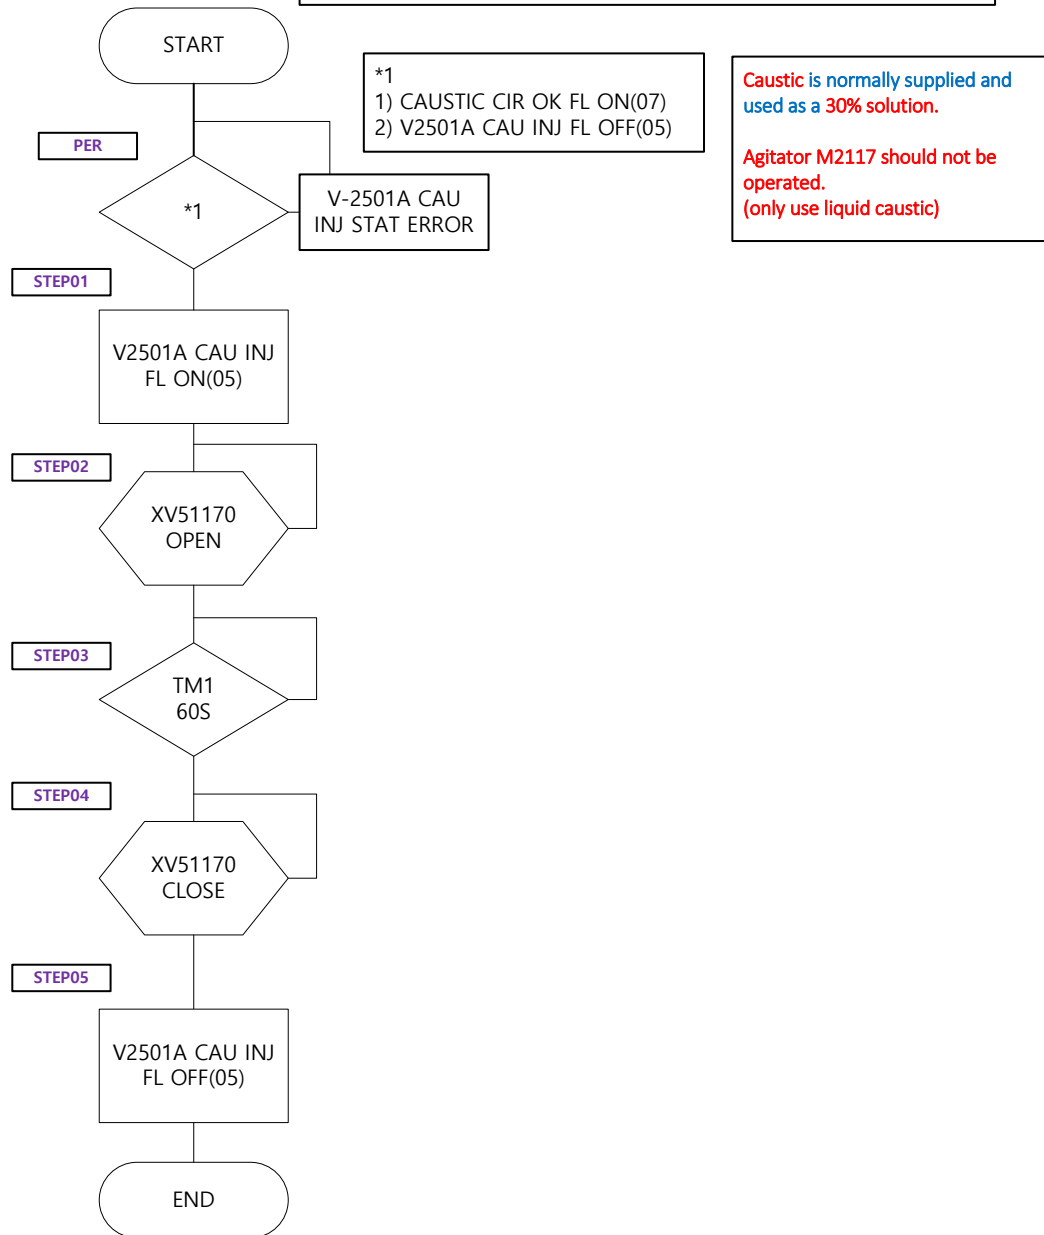 START
*1
1) CAUSTIC CIR OK FL ON(07)
2) V2501A CAU INJ FL OFF(05)
Caustic is normally supplied and
used as a 30% solution.
Agitator M2117 should not be
operated.
(only use liquid caustic)
PER
*1
V-2501A CAU
INJ STAT ERROR
STEP01
V2501A CAU INJ
FL ON(05)
STEP02
XV51170
OPEN
STEP03
TM1
60S
STEP04
XV51170
CLOSE
STEP05
V2501A CAU INJ
FL OFF(05)
END